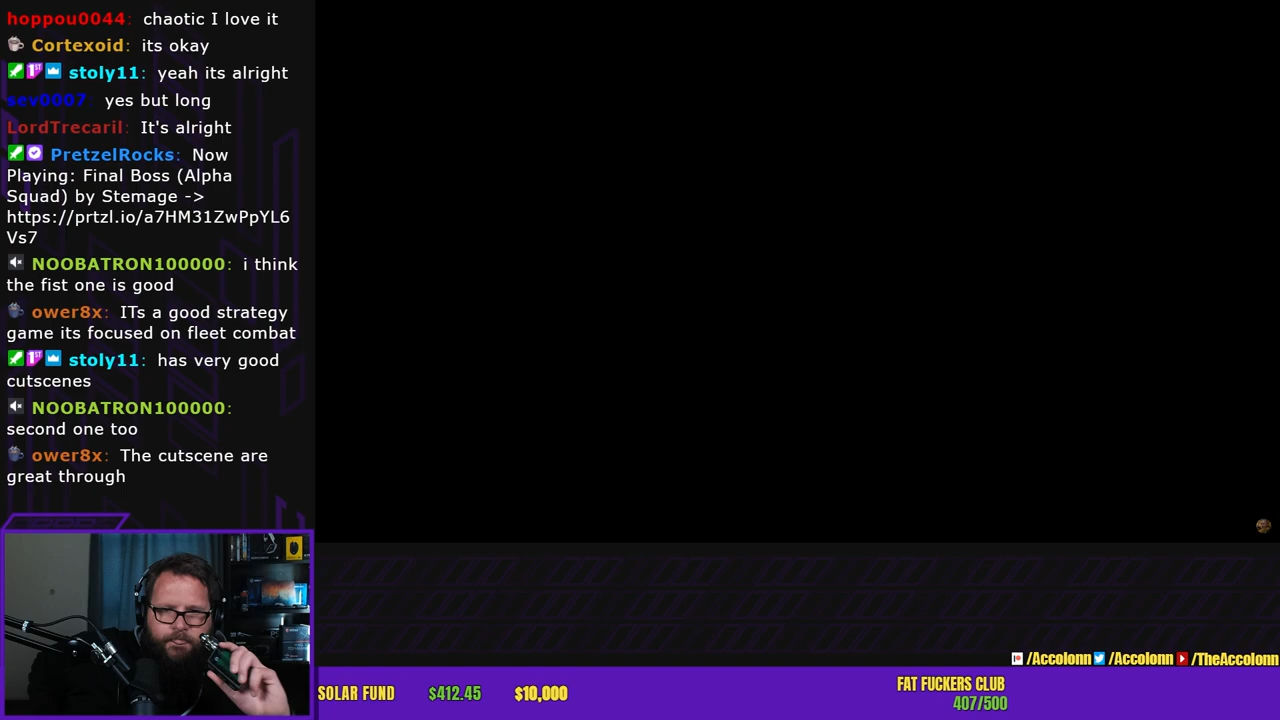 hoppou0044: chaotic I love it
Cortexoid: its okay
stoly11: yeah its alright
sev0007: yes but long
LordTrecaril: It's alright
PretzelRocks: Now
Playing: Final Boss (Alpha
Squad) by Stemage ->
https://prtzl.io/a7HM31ZwPpYL6
Vs7
NOOBATRON100000: i think
the fist one is good
ower8x: ITs a good strategy
game its focused on fleet combat
stoly11: has very good
cutscenes
NOOBATRON100000:
second one too
ower8x: The cutscene are
great through
/Accolonn /Accolonn /TheAccolonn
SOLAR FUND $412.45 $10,000
FAT FUCKERS CLUB
407/500